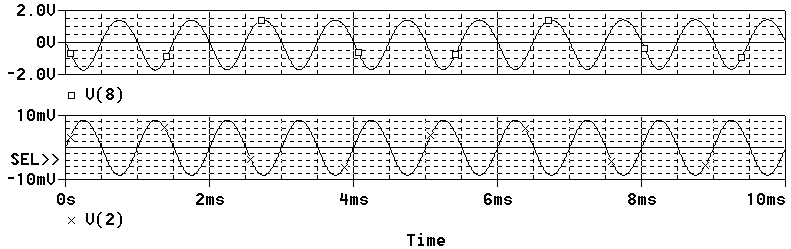 2.0V
0V
-2.0V
V(8)
10mV
SEL>>
-10mV
0s 2ms 4ms 6ms 8ms 10ms
V(2)
Time